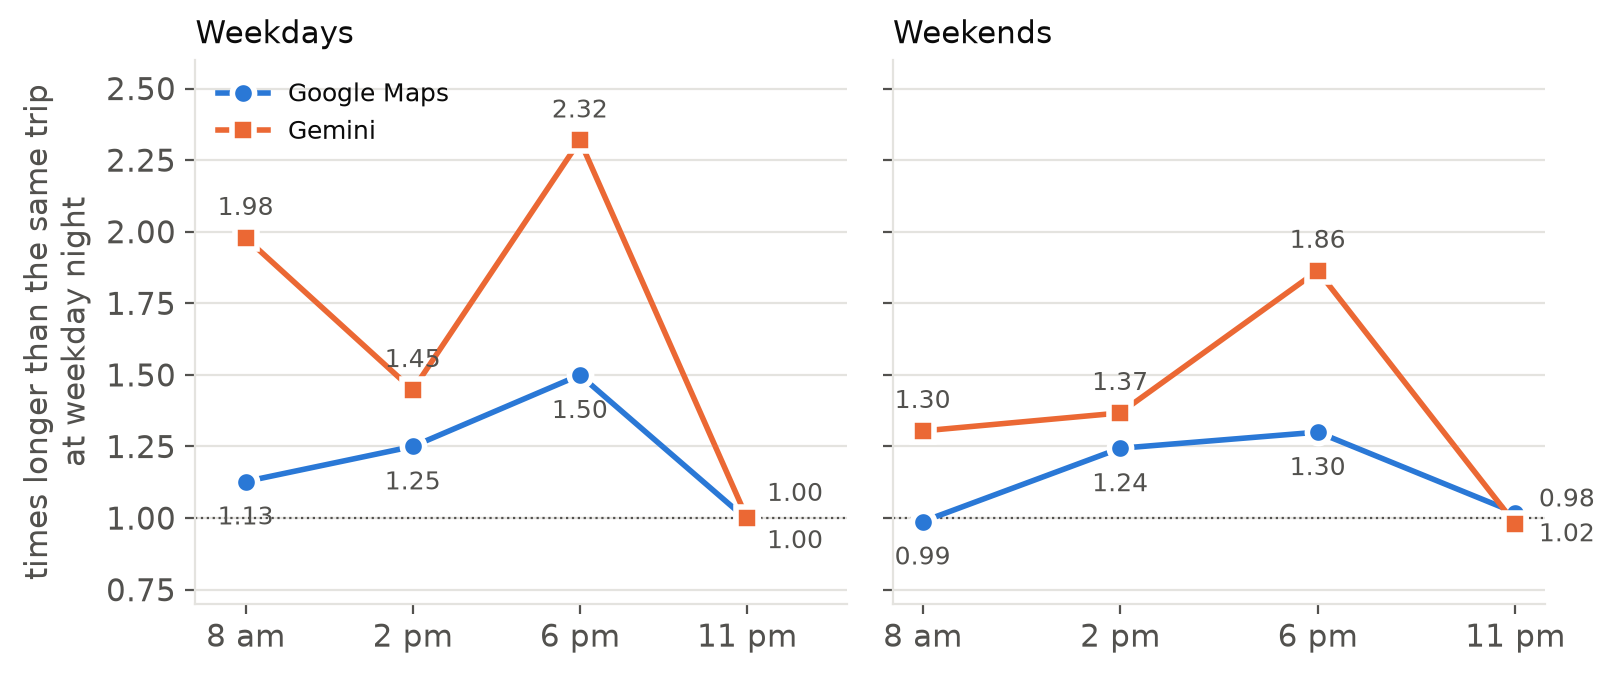 Weekdays
Weekends
times longer than the same trip
at weekday night
2.50
2.25
2.00
1.75
1.50
1.25
1.00
0.75
Google Maps
Gemini
1.98
1.45
2.32
1.00
1.13
1.25
1.50
1.00
8 am
2 pm
6 pm
11 pm
1.30
1.37
1.86
0.98
0.99
1.24
1.30
1.02
8 am
2 pm
6 pm
11 pm